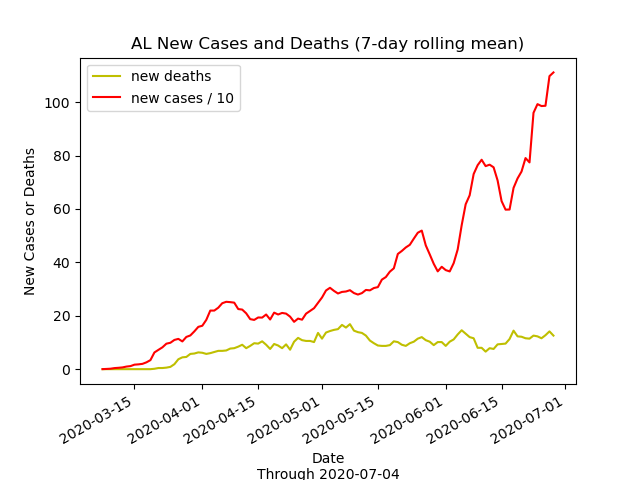 AL New Cases and Deaths (7-day rolling mean)
new deaths
new cases / 10
New Cases or Deaths
100
80
60
40
20
0
2020-03-15
2020-04-01
2020-04-15
2020-05-01
2020-05-15
2020-06-01
2020-06-15
2020-07-01
Date
Through 2020-07-04